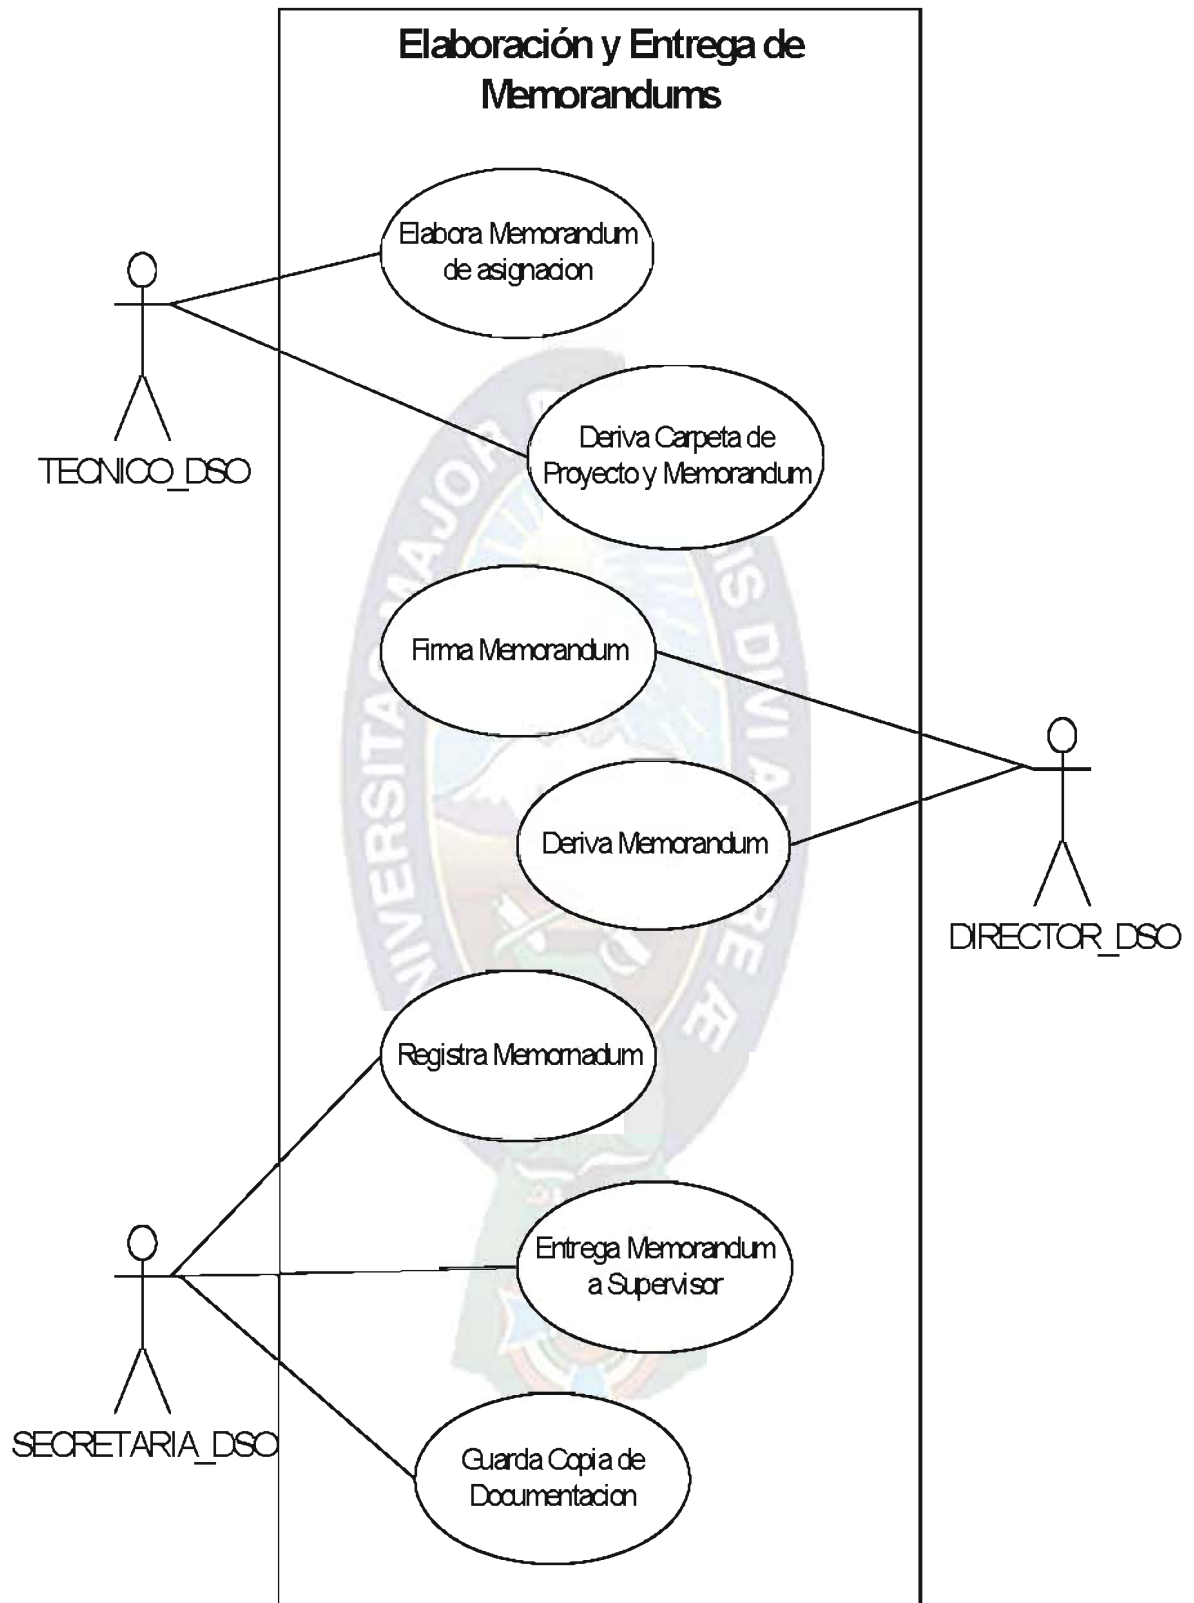 Elaboración y Entrega de
Memorandums
Elabora Memorandum
de asignacion
TECNICO_DSO
Deriva Carpeta de
Proyecto y Memorandum
Firma Memorandum
Deriva Memorandum
DIRECTOR_DSO
Registra Memornadum
Entrega Memorandum
a Supervisor
SECRETARIA_DSO
Guarda Copia de
Documentacion